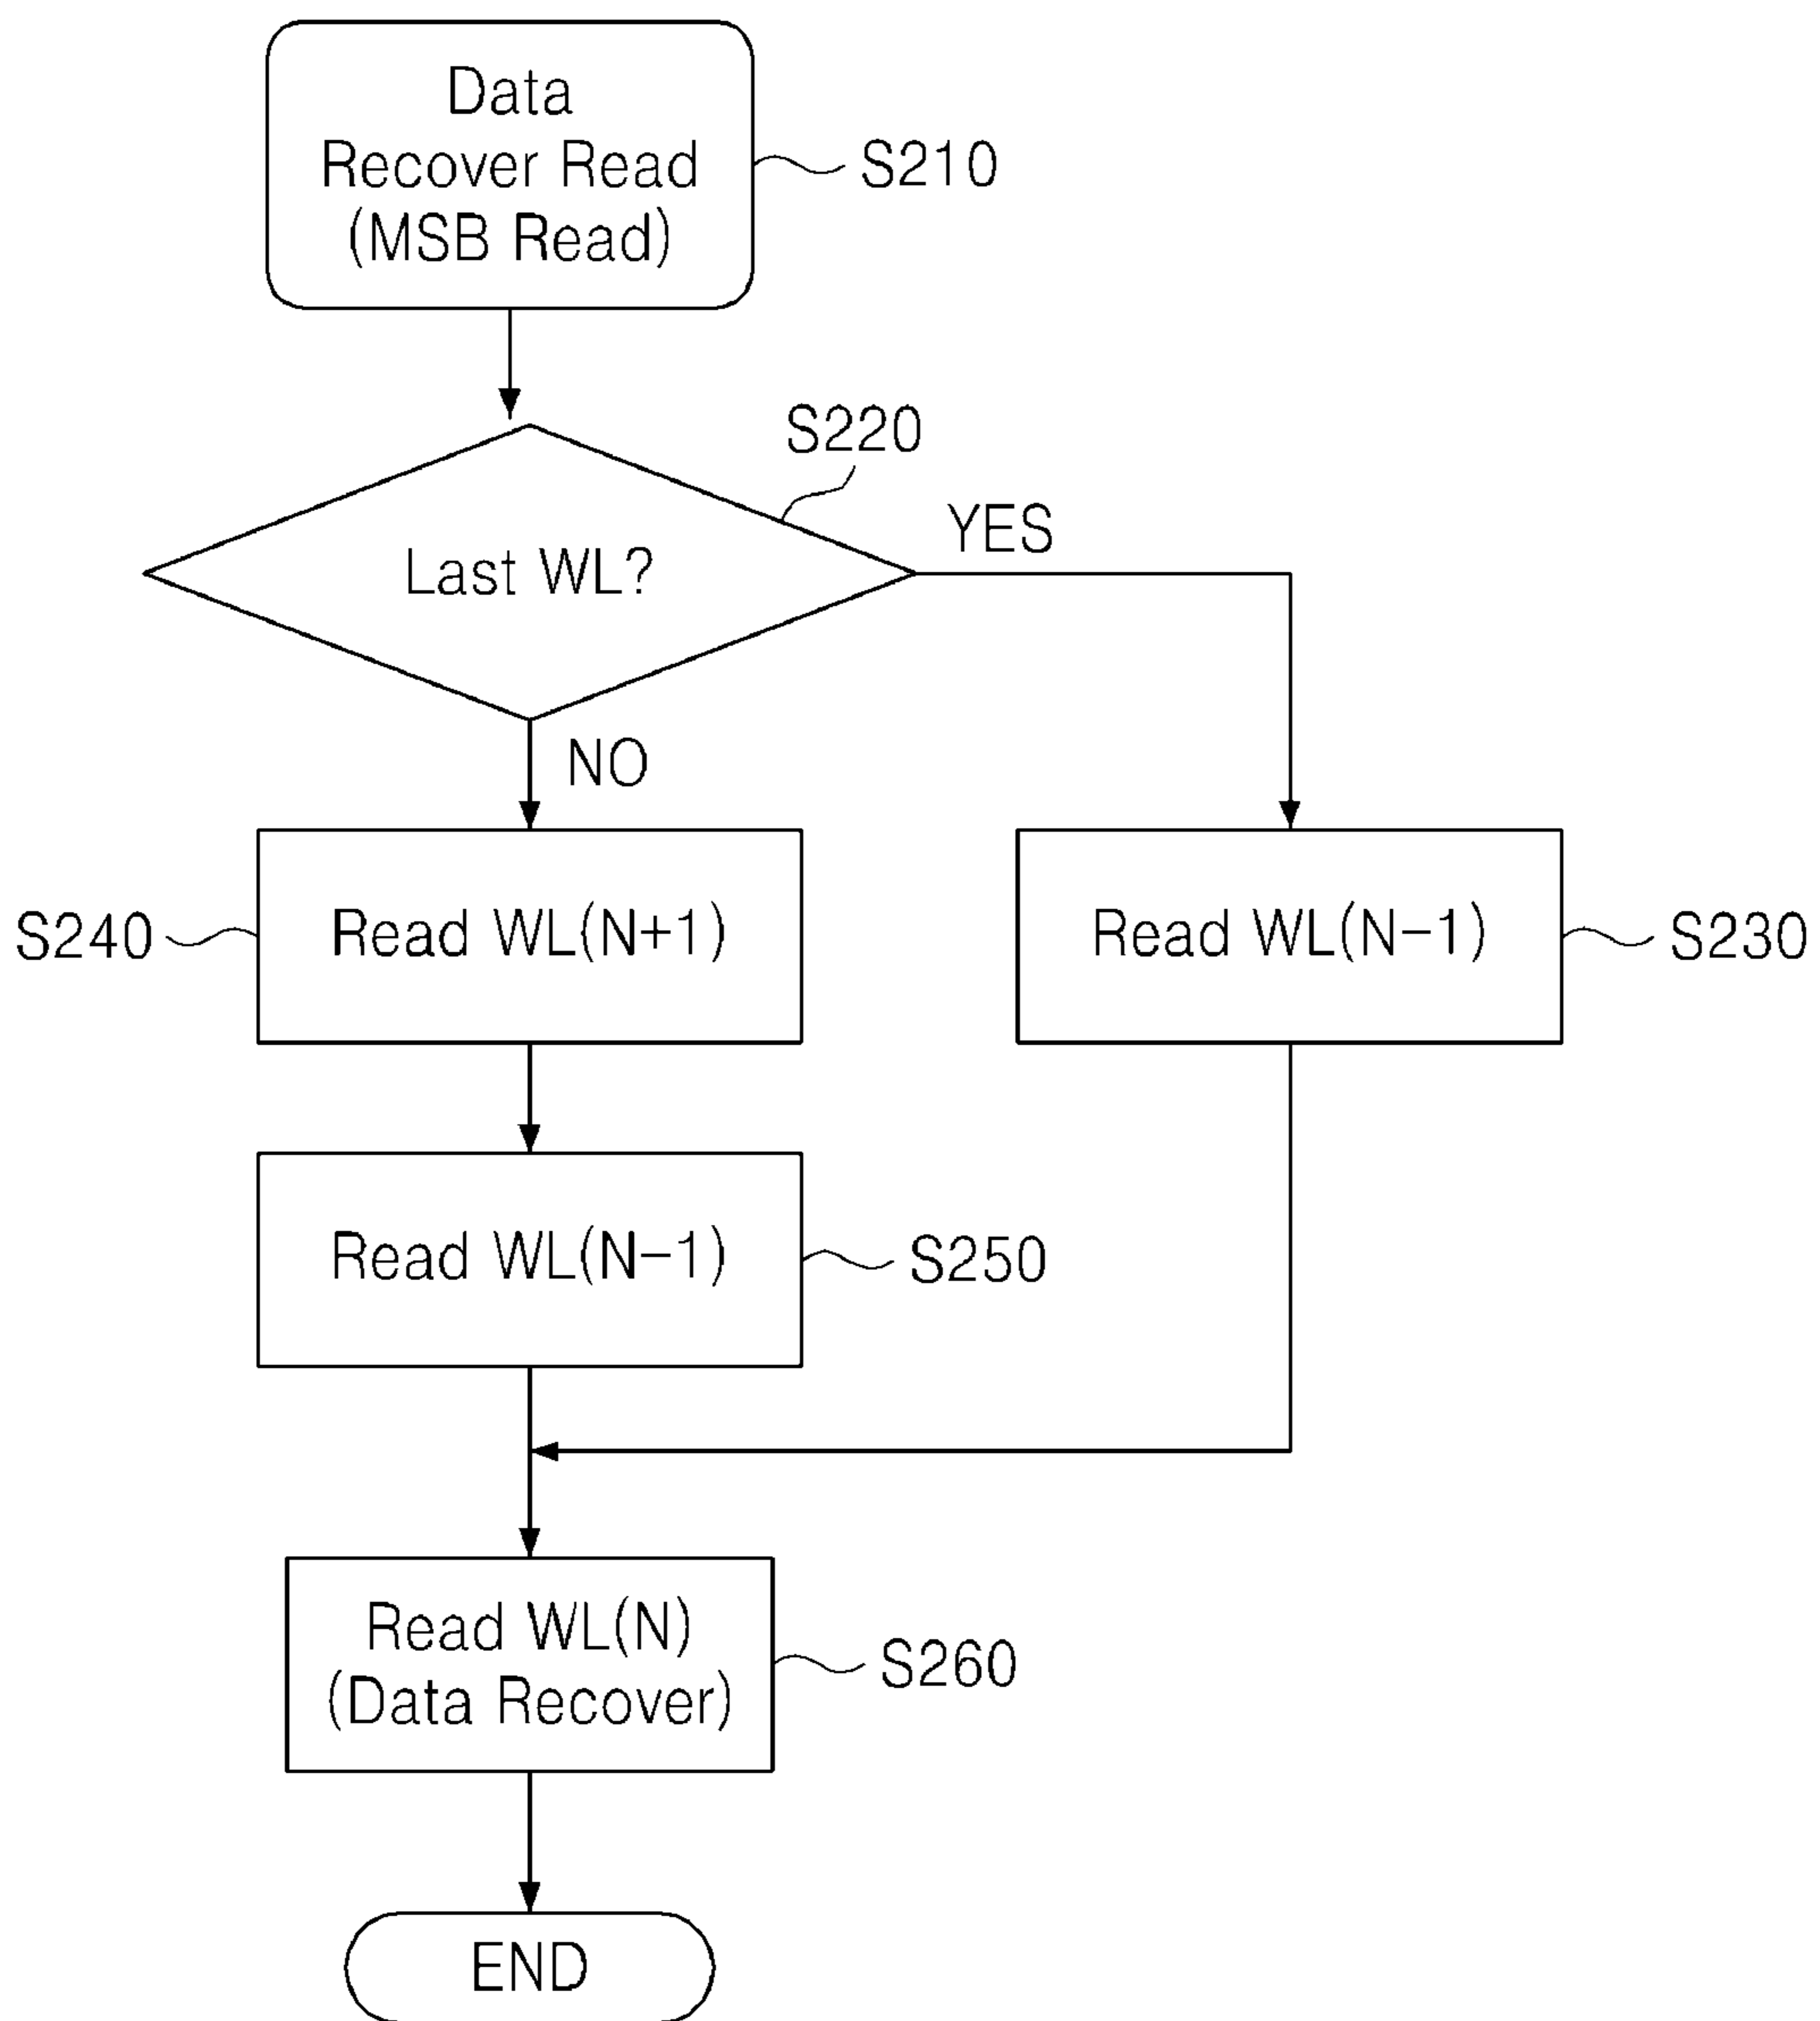 Data
Recover Read
(MSB Read)
S210
S220
Last WL?
YES
NO
S240
Read WL(N+1)
Read WL(N-1)
S230
Read WL(N-1)
S250
Read WL(N)
(Data Recover)
S260
END